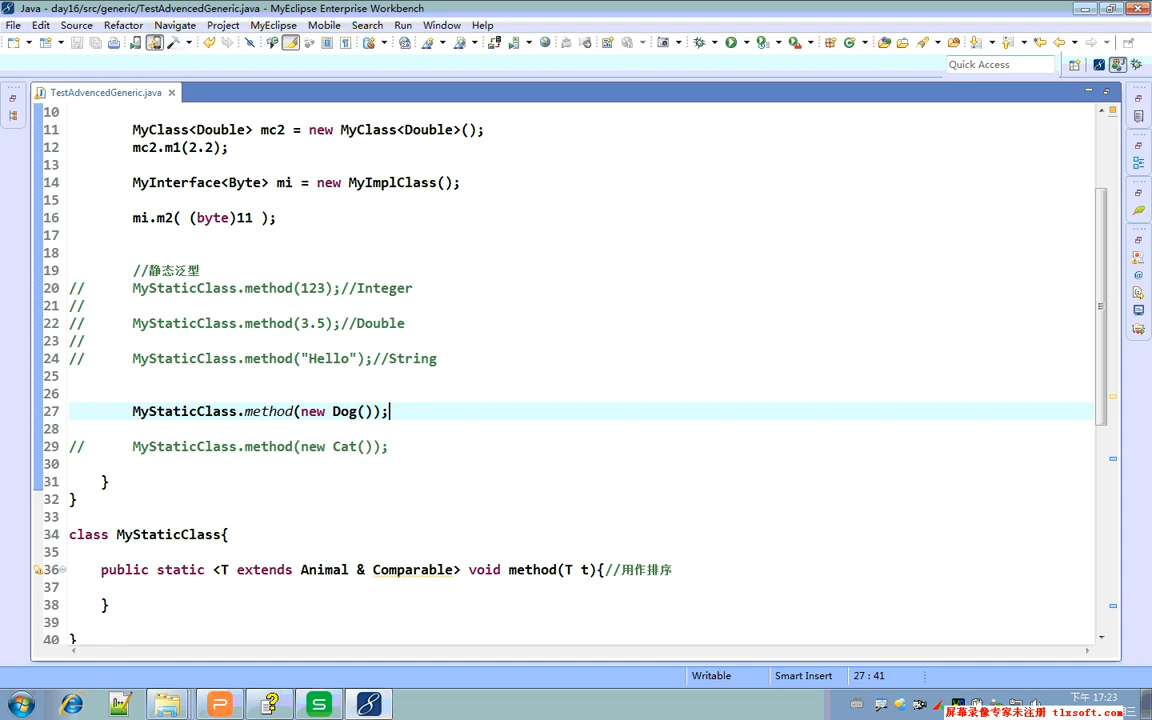 Java - day16/src/generic/TestAdvencedGeneric.java - MyEclipse Enterprise Workbench
File Edit Source Refactor Navigate Project MyEclipse Mobile Search Run Window Help
Quick Access
TestAdvencedGeneric.java
10
11 MyClass<Double> mc2 = new MyClass<Double>();
12 mc2.m1(2.2);
13
14 MyInterface<Byte> mi = new MyImplClass();
15
16 mi.m2( (byte)11 );
17
18
19 //静态泛型
20 // MyStaticClass.method(123);//Integer
21 //
22 // MyStaticClass.method(3.5);//Double
23 //
24 // MyStaticClass.method("Hello");//String
25
26
27 MyStaticClass.method(new Dog());
28
29 // MyStaticClass.method(new Cat());
30
31 }
32 }
33
34 class MyStaticClass{
35
36 public static <T extends Animal & Comparable> void method(T t){//用作排序
37
38 }
39
40 }
Writable Smart Insert 27 : 41
下午 17:23
屏幕录像专家未注册 tlxsoft.com